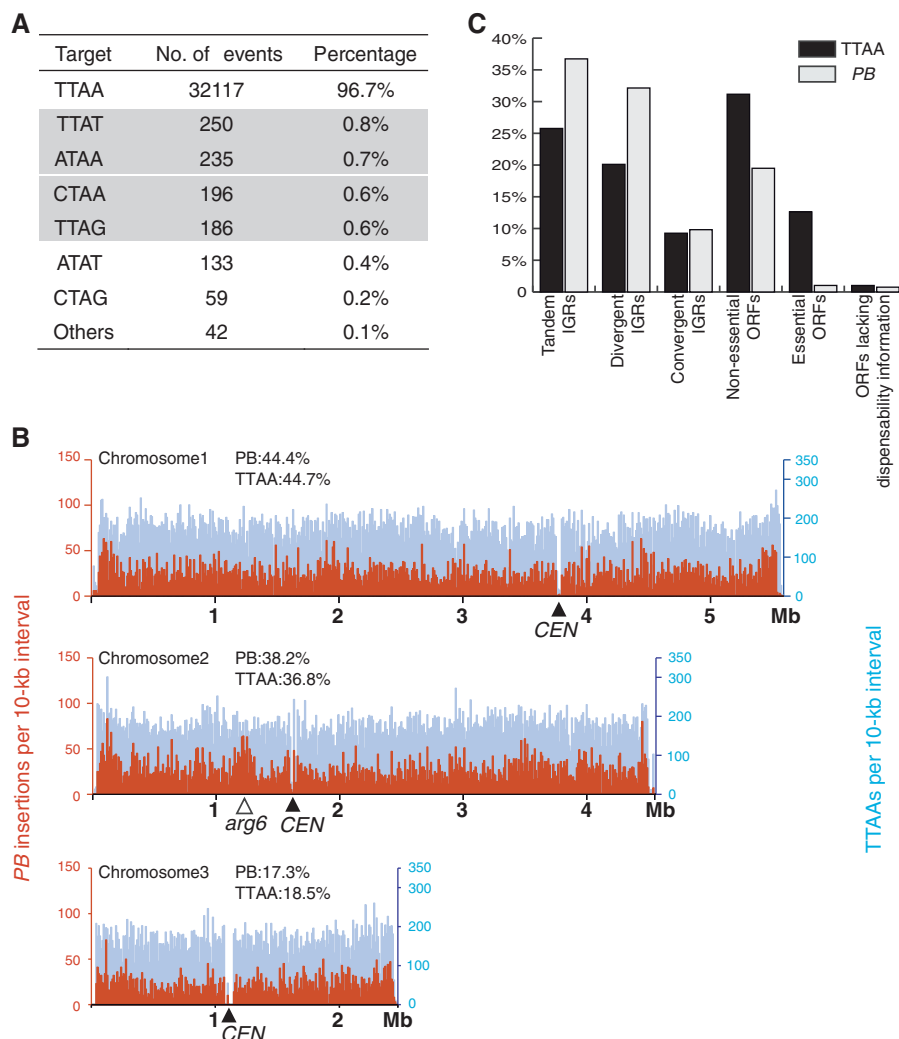 A
Target No. of events Percentage
TTAA 32117 96.7%
TTAT 250 0.8%
ATAA 235 0.7%
CTAA 196 0.6%
TTAG 186 0.6%
ATAT 133 0.4%
CTAG 59 0.2%
Others 42 0.1%
C
TTAA
PB
40%
35%
30%
25%
20%
15%
10%
5%
0
Tandem
IGRs
Divergent
IGRs
Convergent
IGRs
Non-essential
ORFs
Essential
ORFs
ORFs lacking
dispensability information
B
PB insertions per 10-kb interval
TTAAs per 10-kb interval
Chromosome1
PB:44.4%
TTAA:44.7%
150
100
50
0
350
300
200
100
0
1 2 3 4 5 Mb
CEN
Chromosome2
PB:38.2%
TTAA:36.8%
150
100
50
0
350
300
200
100
0
1 2 3 4 Mb
arg6 CEN
Chromosome3
PB:17.3%
TTAA:18.5%
150
100
50
0
350
300
200
100
0
1 2 Mb
CEN